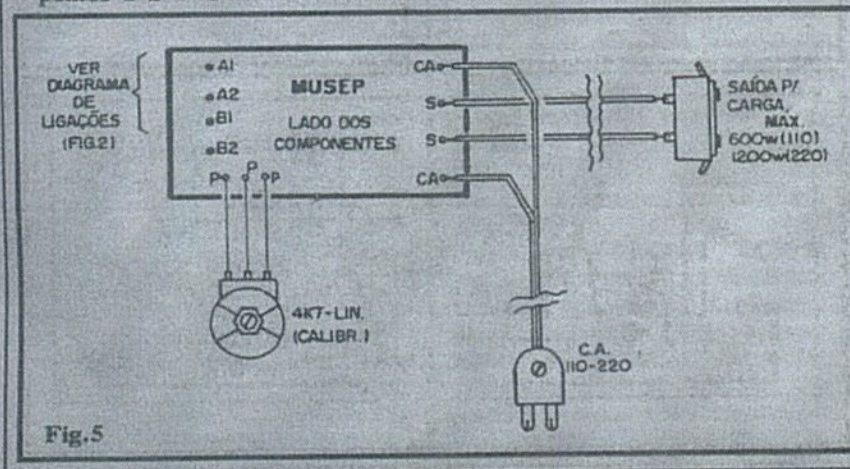 VER
DIAGRAMA
DE
LIGAÇÕES
(FIG.2)
A1
A2
B1
B2
MUSEP
LADO DOS
COMPONENTES
CA
S
S
CA
P
P
P
SAÍDA P/
CARGA,
MAX.
600w(110)
1200w(220)
4K7-LIN.
(CALIBR.)
C.A.
110-220
Fig.5